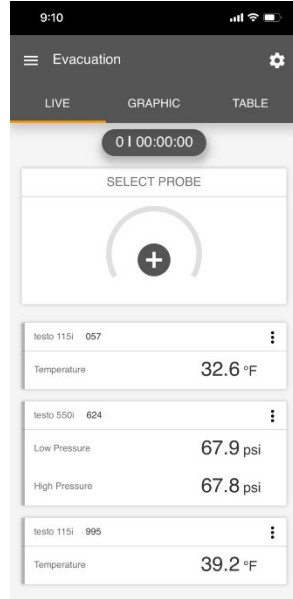 9:10
Evacuation
LIVE GRAPHIC TABLE
0 I 00:00:00
SELECT PROBE
testo 115i 057
Temperature 32.6 °F
testo 550i 624
Low Pressure 67.9 psi
High Pressure 67.8 psi
testo 115i 995
Temperature 39.2 °F